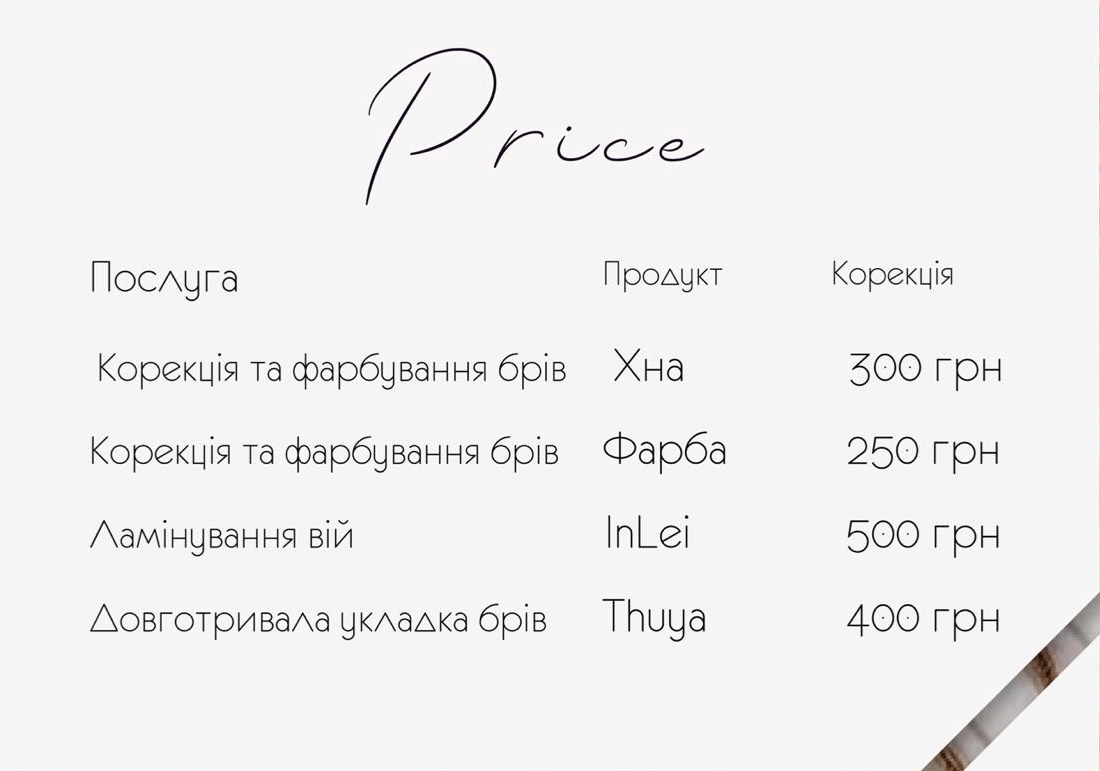 Price
Послуга Продукт Корекція
Корекція та фарбування брів Хна 300 грн
Корекція та фарбування брів Фарба 250 грн
Ламінування вій InLei 500 грн
Довготривала укладка брів Thuya 400 грн